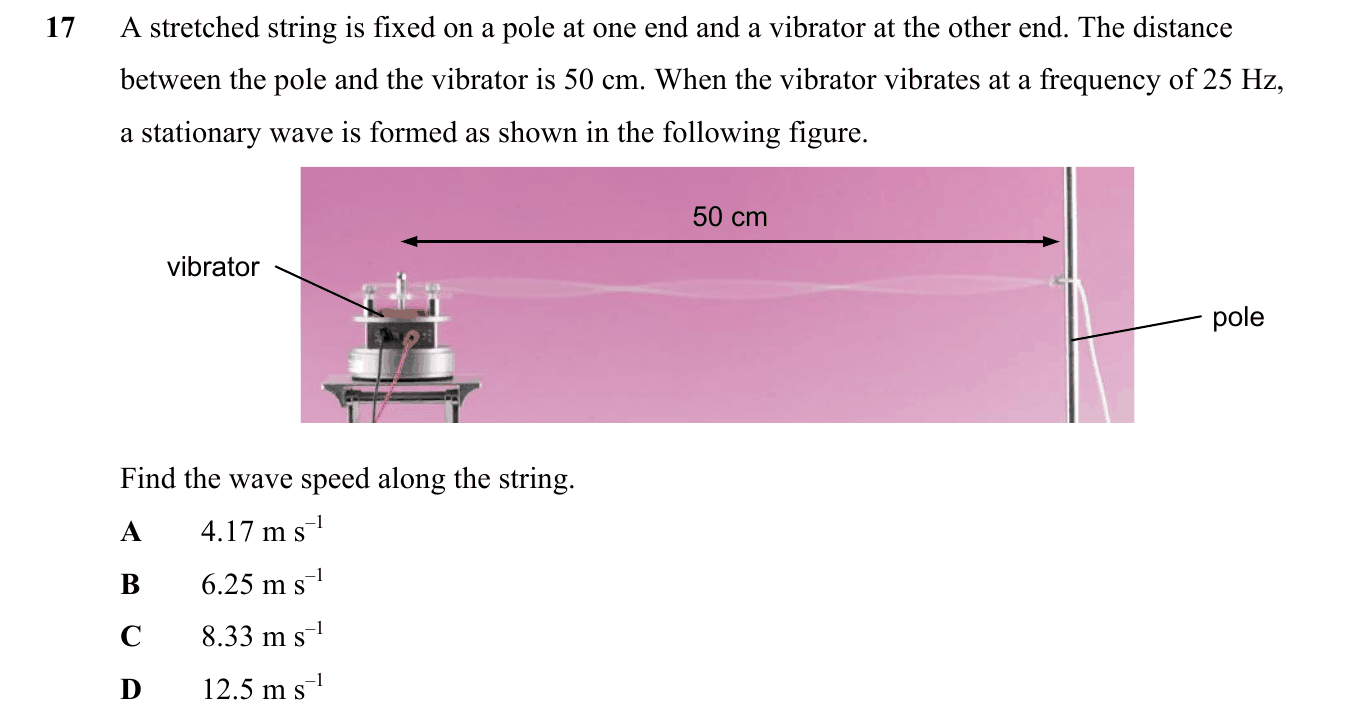 17 A stretched string is fixed on a pole at one end and a vibrator at the other end. The distance
between the pole and the vibrator is 50 cm. When the vibrator vibrates at a frequency of 25 Hz,
a stationary wave is formed as shown in the following figure.
50 cm
vibrator
pole
Find the wave speed along the string.
A 4.17 m s⁻¹
B 6.25 m s⁻¹
C 8.33 m s⁻¹
D 12.5 m s⁻¹